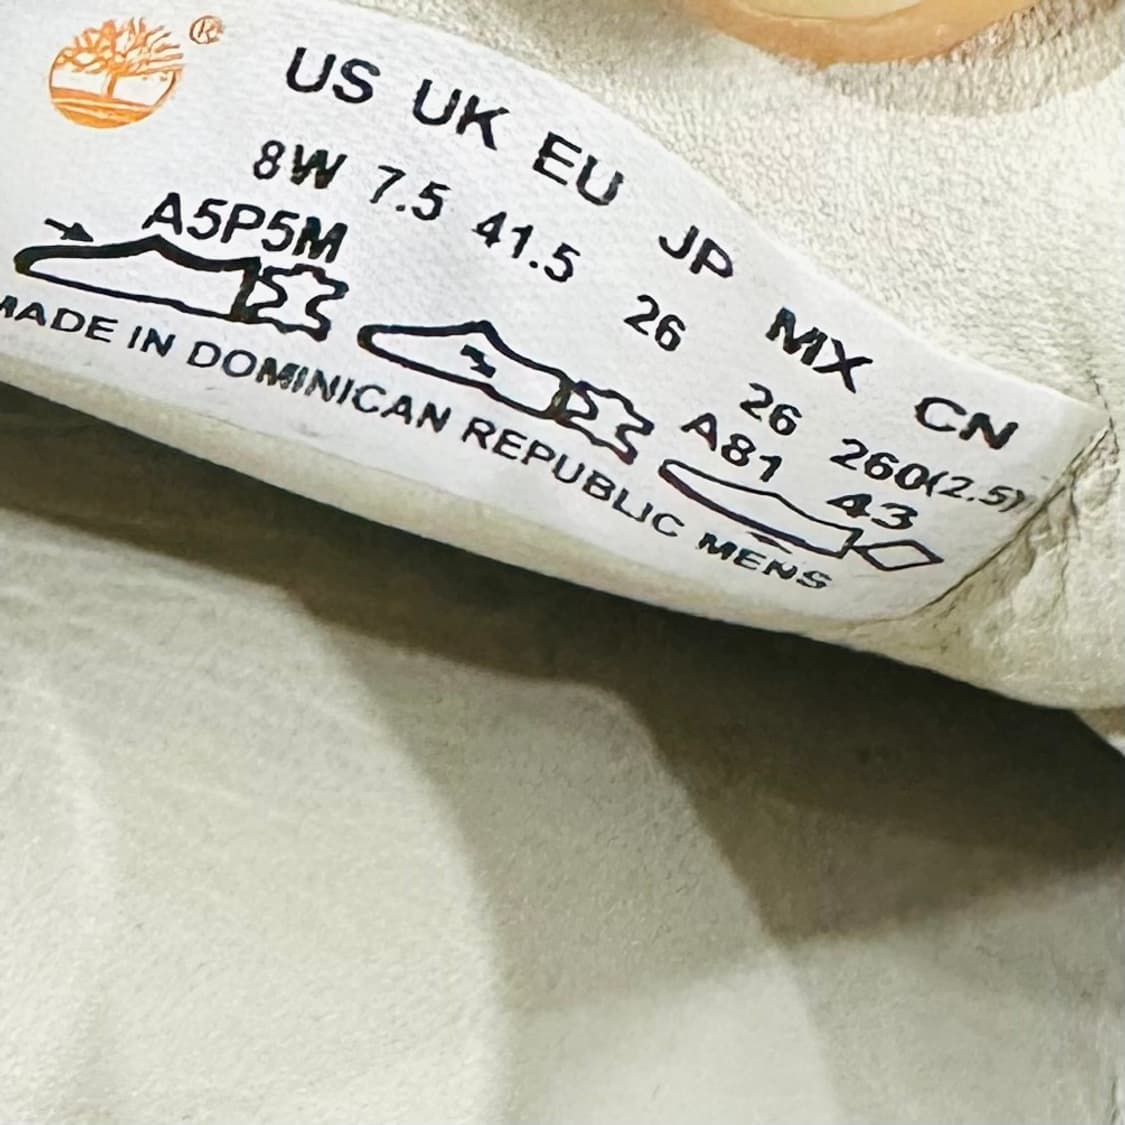 ®
US UK EU JP MX CN
8W 7.5 41.5 26 26 260(2.5)
A5P5M A81 43
MADE IN DOMINICAN REPUBLIC MENS